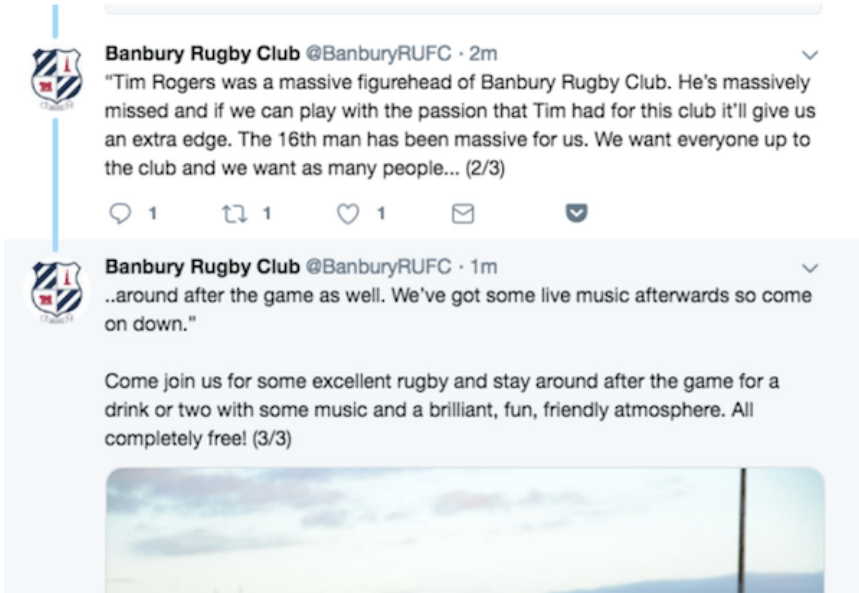 Banbury Rugby Club @BanburyRUFC · 2m
“Tim Rogers was a massive figurehead of Banbury Rugby Club. He's massively
missed and if we can play with the passion that Tim had for this club it'll give us
an extra edge. The 16th man has been massive for us. We want everyone up to
the club and we want as many people... (2/3)
1 1 1
Banbury Rugby Club @BanburyRUFC · 1m
..around after the game as well. We've got some live music afterwards so come
on down.”
Come join us for some excellent rugby and stay around after the game for a
drink or two with some music and a brilliant, fun, friendly atmosphere. All
completely free! (3/3)